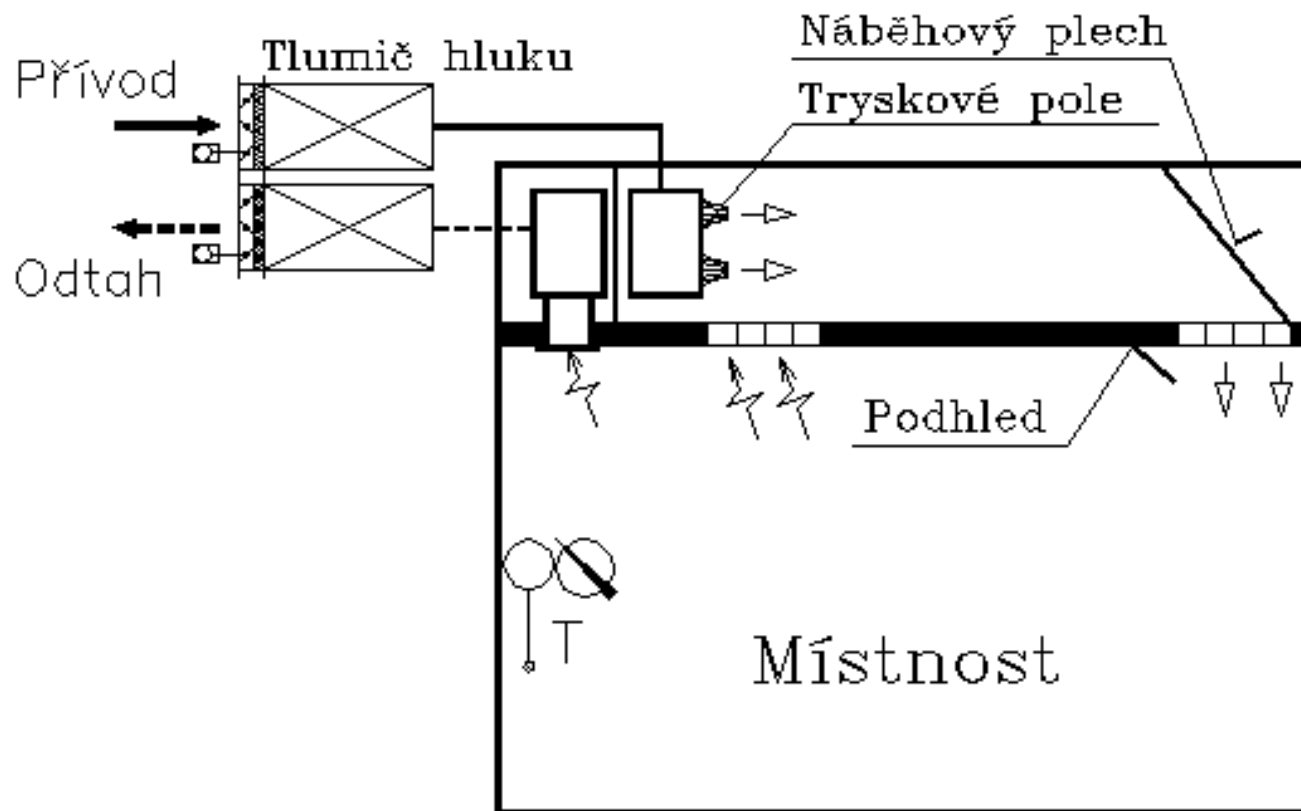 Náběhový plech
Tlumič hluku
Přívod
Tryskové pole
Odtah
Podhled
T
Místnost